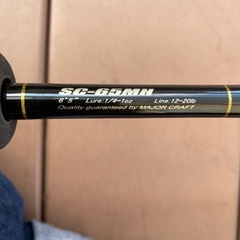 SC-65MH
6'5" Lure:1/4-1oz Line:12-20lb
Quality guaranteed by MAJOR CRAFT